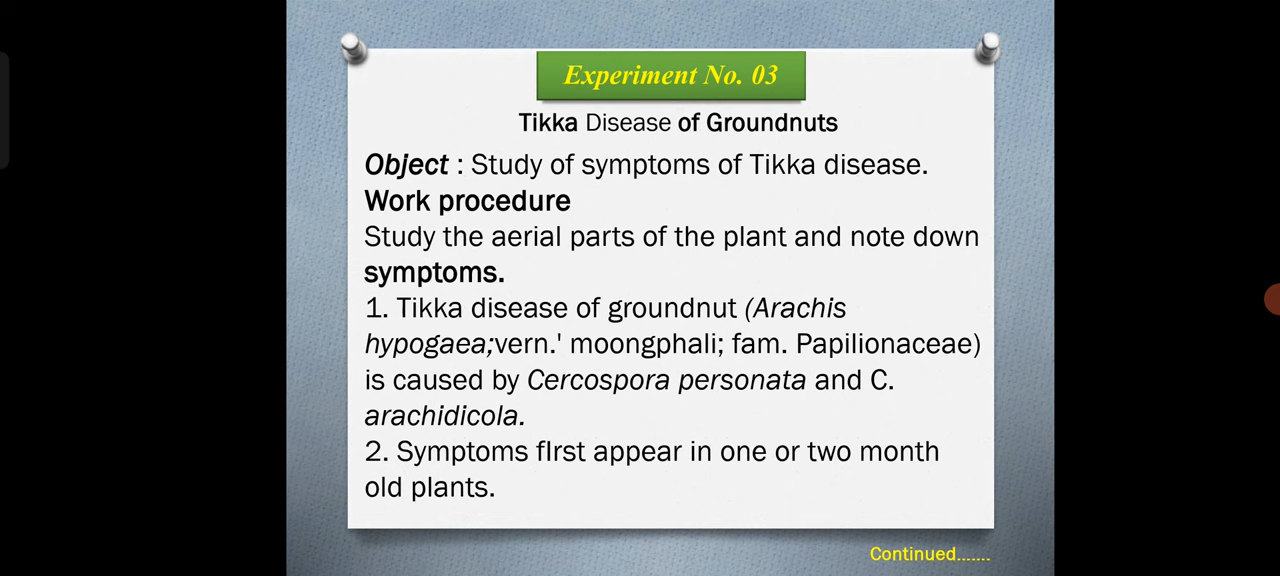 Experiment No. 03
Tikka Disease of Groundnuts
Object : Study of symptoms of Tikka disease.
Work procedure
Study the aerial parts of the plant and note down
symptoms.
1. Tikka disease of groundnut (Arachis
hypogaea;vern.' moongphali; fam. Papilionaceae)
is caused by Cercospora personata and C.
arachidicola.
2. Symptoms fIrst appear in one or two month
old plants.
Continued.......